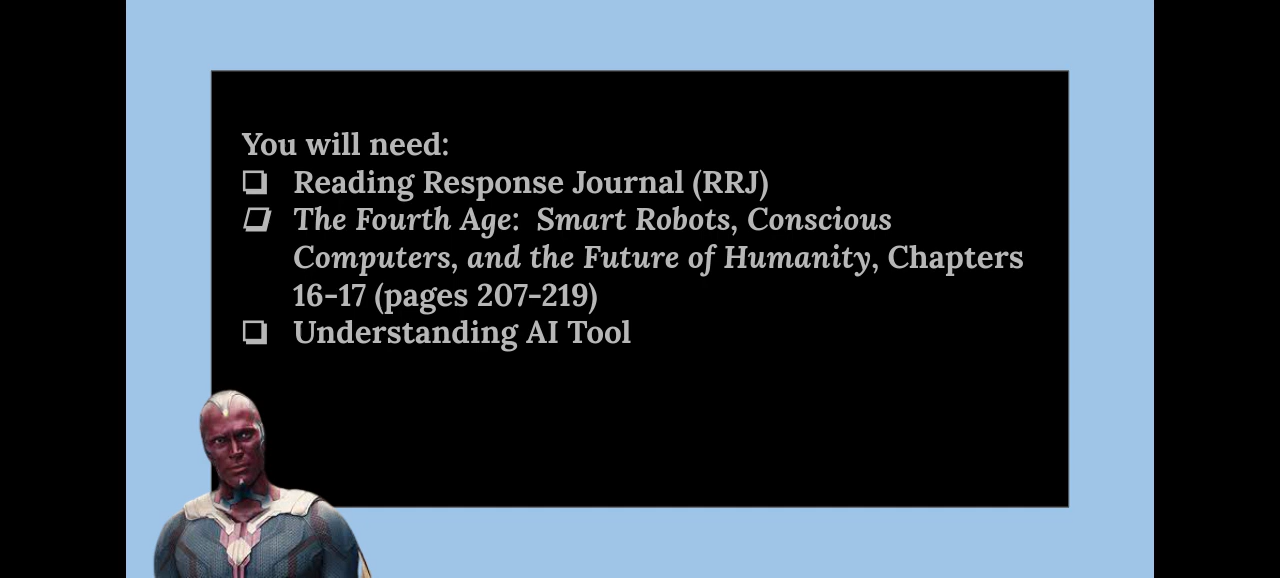 You will need:
❏ Reading Response Journal (RRJ)
❏ The Fourth Age:  Smart Robots, Conscious
Computers, and the Future of Humanity, Chapters
16-17 (pages 207-219)
❏ Understanding AI Tool